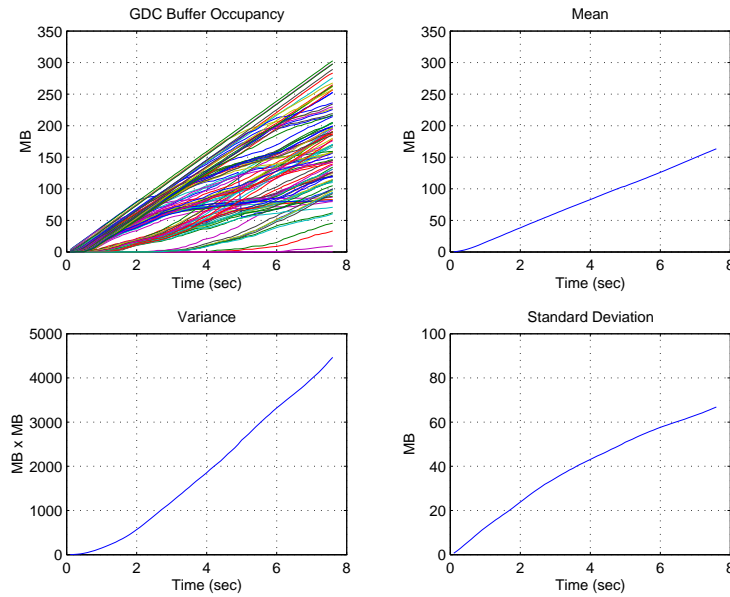 GDC Buffer Occupancy
350
300
250
200
150
100
50
0
MB
0 2 4 6 8
Time (sec)
Mean
350
300
250
200
150
100
50
0
MB
0 2 4 6 8
Time (sec)
Variance
5000
4000
3000
2000
1000
0
MB x MB
0 2 4 6 8
Time (sec)
Standard Deviation
100
80
60
40
20
0
MB
0 2 4 6 8
Time (sec)